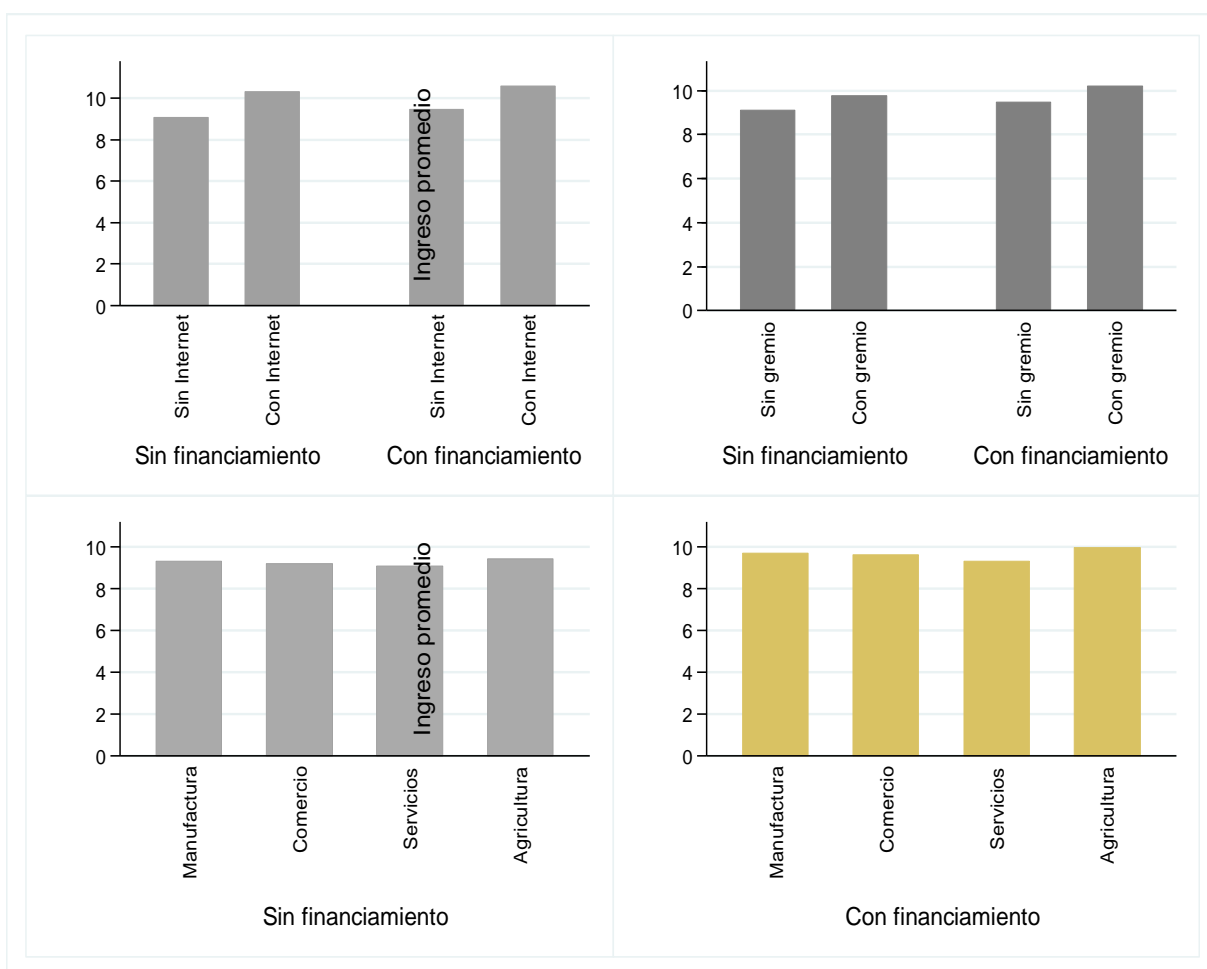 10
8
6
4
2
0
Ingreso promedio
Sin Internet
Con Internet
Sin Internet
Con Internet
Sin financiamiento
Con financiamiento
10
8
6
4
2
0
Sin gremio
Con gremio
Sin gremio
Con gremio
Sin financiamiento
Con financiamiento
10
8
6
4
2
0
Ingreso promedio
Manufactura
Comercio
Servicios
Agricultura
Sin financiamiento
10
8
6
4
2
0
Manufactura
Comercio
Servicios
Agricultura
Con financiamiento